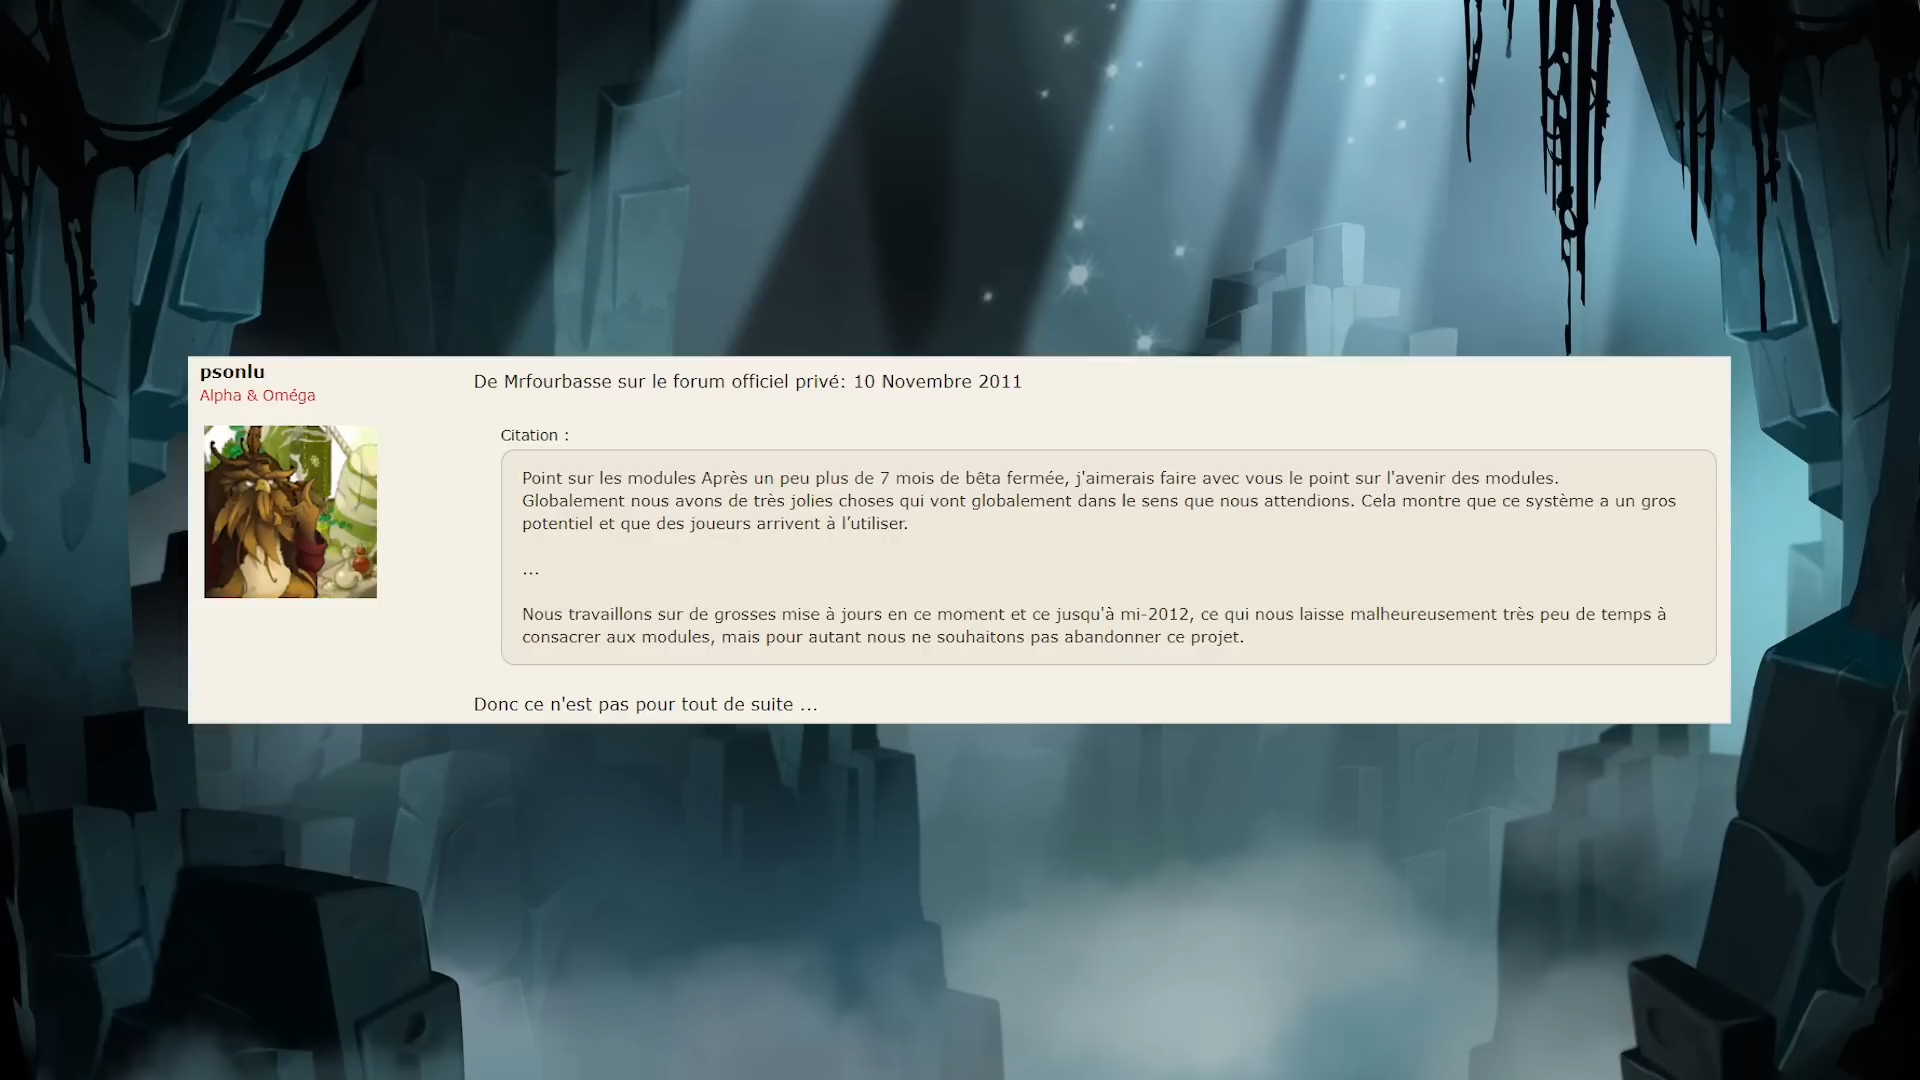 psonlu
Alpha & Oméga
De Mrfourbasse sur le forum officiel privé: 10 Novembre 2011
Citation :
Point sur les modules Après un peu plus de 7 mois de bêta fermée, j'aimerais faire avec vous le point sur l'avenir des modules.
Globalement nous avons de très jolies choses qui vont globalement dans le sens que nous attendions. Cela montre que ce système a un gros
potentiel et que des joueurs arrivent à l’utiliser.
...
Nous travaillons sur de grosses mise à jours en ce moment et ce jusqu'à mi-2012, ce qui nous laisse malheureusement très peu de temps à
consacrer aux modules, mais pour autant nous ne souhaitons pas abandonner ce projet.
Donc ce n'est pas pour tout de suite ...